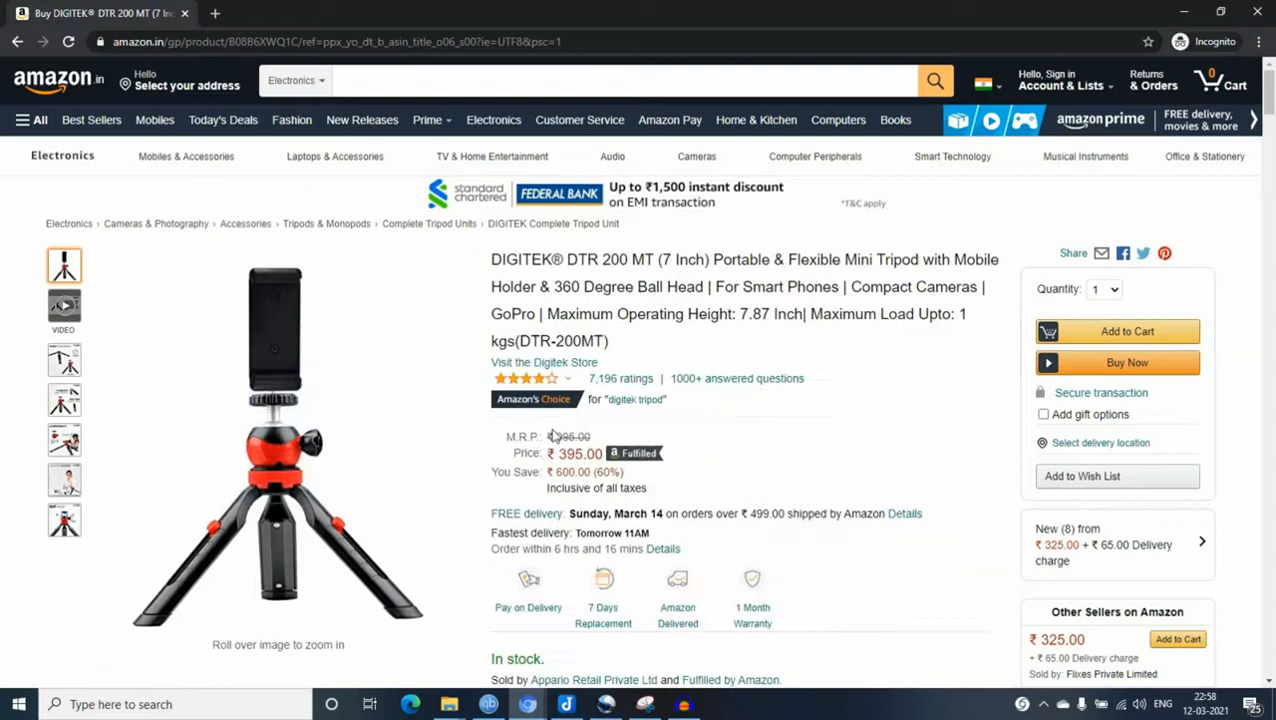 Buy DIGITEK® DTR 200 MT (7 Inc
amazon.in/gp/product/B08B6XWQ1C/ref=ppx_yo_dt_b_asin_title_o06_s00?ie=UTF8&psc=1
Incognito
amazon.in
Hello
Select your address
Electronics
Hello, Sign in
Account & Lists
Returns
& Orders
0
Cart
All Best Sellers Mobiles Today's Deals Fashion New Releases Prime Electronics Customer Service Amazon Pay Home & Kitchen Computers Books
amazon prime
FREE delivery,
movies & more
Electronics Mobiles & Accessories Laptops & Accessories TV & Home Entertainment Audio Cameras Computer Peripherals Smart Technology Musical Instruments Office & Stationery
standard
chartered
FEDERAL BANK
Up to ₹1,500 instant discount
on EMI transaction
*T&C apply
Electronics › Cameras & Photography › Accessories › Tripods & Monopods › Complete Tripod Units › DIGITEK Complete Tripod Unit
VIDEO
Roll over image to zoom in
DIGITEK® DTR 200 MT (7 Inch) Portable & Flexible Mini Tripod with Mobile
Holder & 360 Degree Ball Head | For Smart Phones | Compact Cameras |
GoPro | Maximum Operating Height: 7.87 Inch| Maximum Load Upto: 1
kgs(DTR-200MT)
Visit the Digitek Store
7,196 ratings | 1000+ answered questions
Amazon's Choice for "digitek tripod"
M.R.P.:
Price: ₹ 395.00 Fulfilled
You Save: ₹ 600.00 (60%)
Inclusive of all taxes
FREE delivery: Sunday, March 14 on orders over ₹ 499.00 shipped by Amazon Details
Fastest delivery: Tomorrow 11AM
Order within 6 hrs and 16 mins Details
Pay on Delivery
7 Days
Replacement
Amazon
Delivered
1 Month
Warranty
In stock.
Sold by Appario Retail Private Ltd and Fulfilled by Amazon.
Share
Quantity: 1
Add to Cart
Buy Now
Secure transaction
Add gift options
Select delivery location
Add to Wish List
New (8) from
₹ 325.00 + ₹ 65.00 Delivery
charge
Other Sellers on Amazon
₹ 325.00 Add to Cart
+ ₹ 65.00 Delivery charge
Sold by: Flixes Private Limited
Type here to search
ENG
22:58
12-03-2021
25